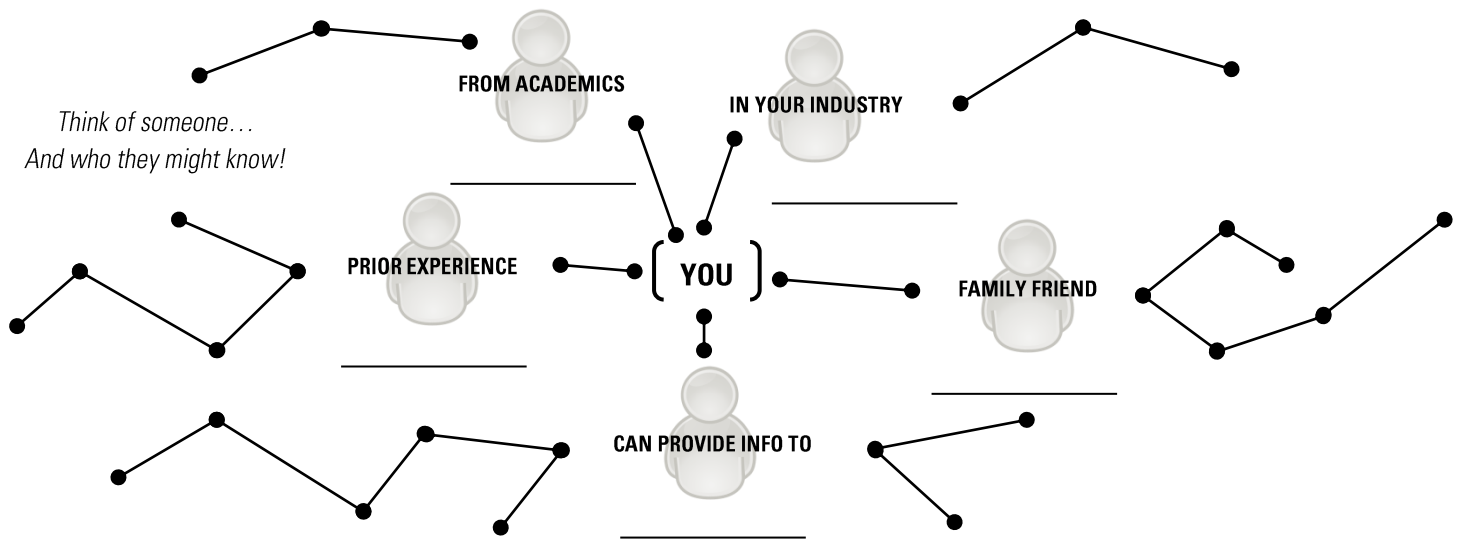 FROM ACADEMICS
IN YOUR INDUSTRY
Think of someone…
And who they might know!
PRIOR EXPERIENCE
YOU
FAMILY FRIEND
CAN PROVIDE INFO TO